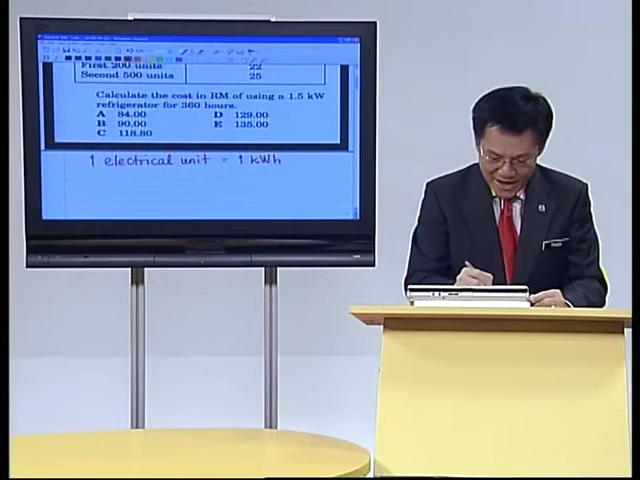 First 200 units 22
Second 500 units 25
Calculate the cost in RM of using a 1.5 kW
refrigerator for 360 hours.
A 84.00 D 129.00
B 90.00 E 135.00
C 118.80
1 electrical unit = 1 kWh